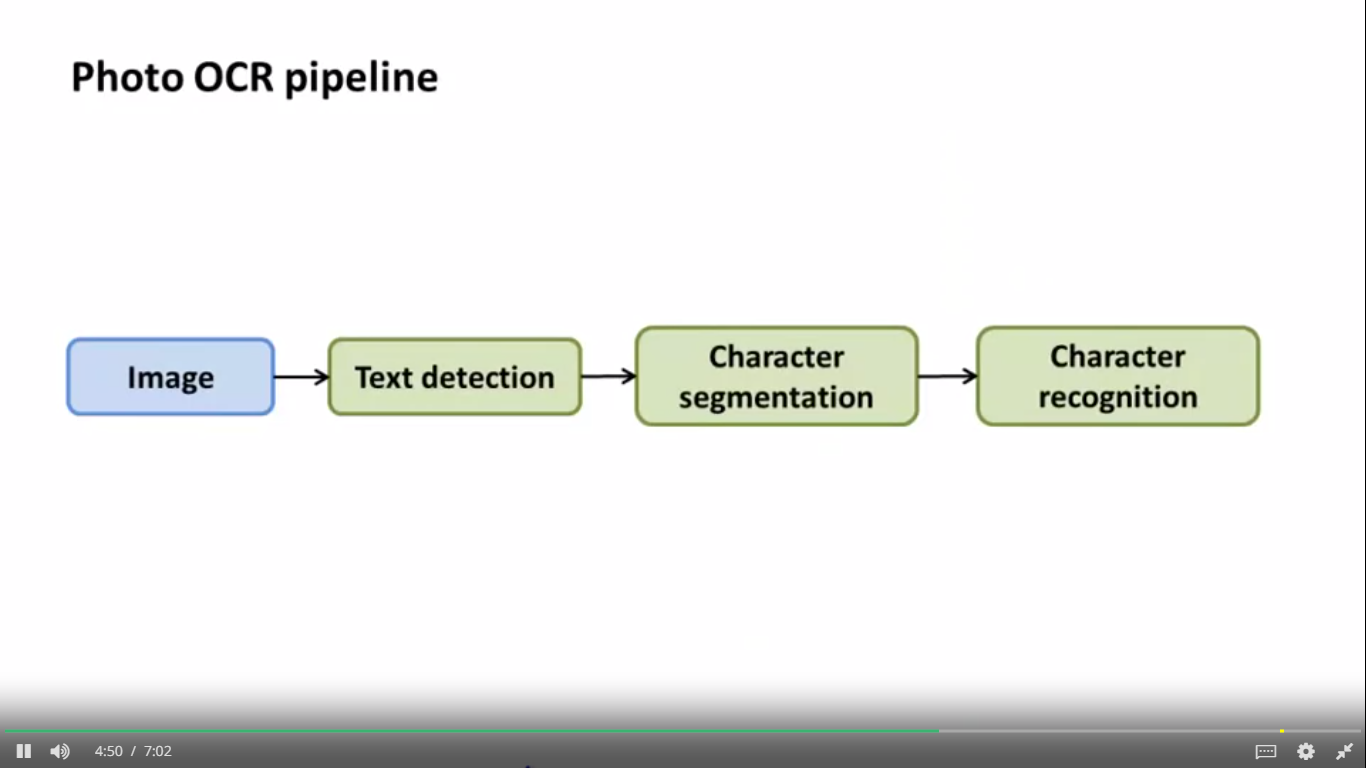 Photo OCR pipeline
Image
Text detection
Character
segmentation
Character
recognition
4:50 / 7:02